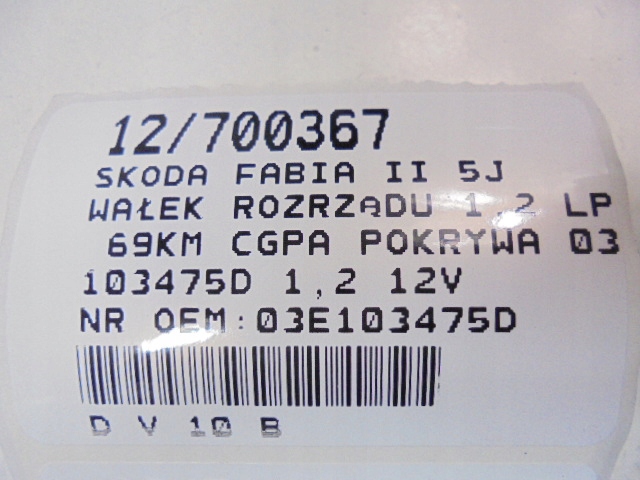 12/700367
SKODA FABIA II 5J
WAŁEK ROZRZĄDU 1,2 LP
69KM CGPA POKRYWA 03
103475D 1,2 12V
NR OEM:03E103475D
D V 10 B